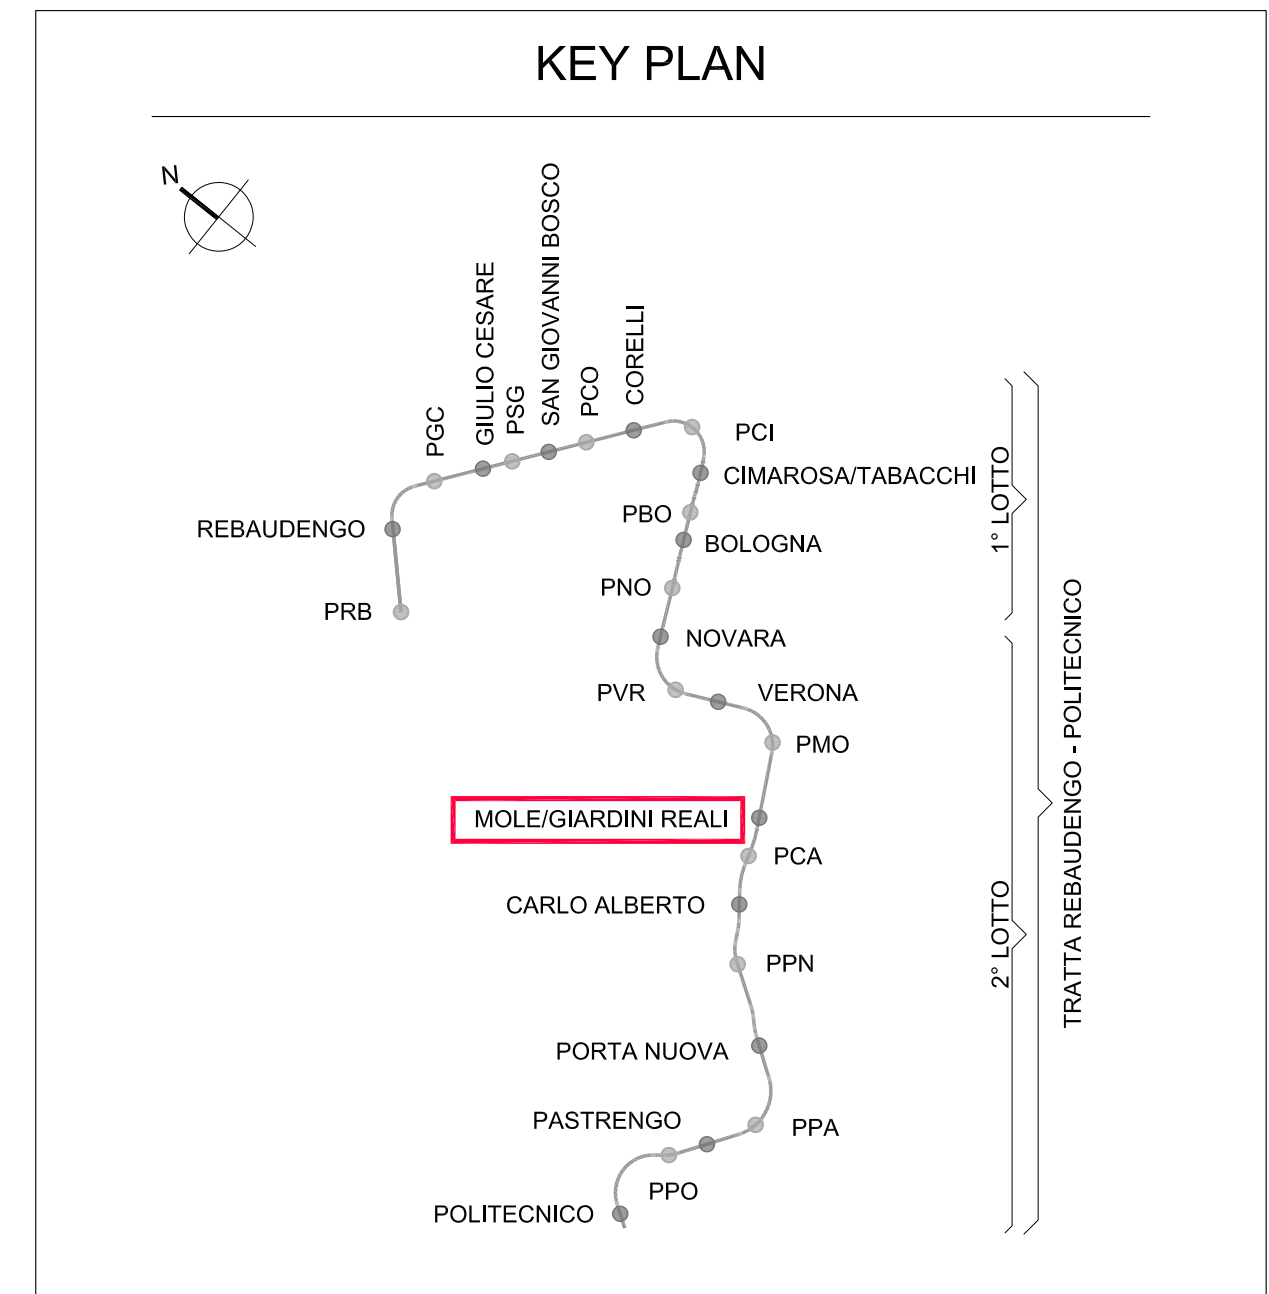 KEY PLAN
N
PGC
GIULIO CESARE
PSG
SAN GIOVANNI BOSCO
PCO
CORELLI
PCI
CIMAROSA/TABACCHI
REBAUDENGO
PBO
BOLOGNA
PNO
PRB
NOVARA
PVR
VERONA
PMO
MOLE/GIARDINI REALI
PCA
CARLO ALBERTO
PPN
PORTA NUOVA
PASTRENGO
PPA
PPO
POLITECNICO
1° LOTTO
2° LOTTO
TRATTA REBAUDENGO - POLITECNICO